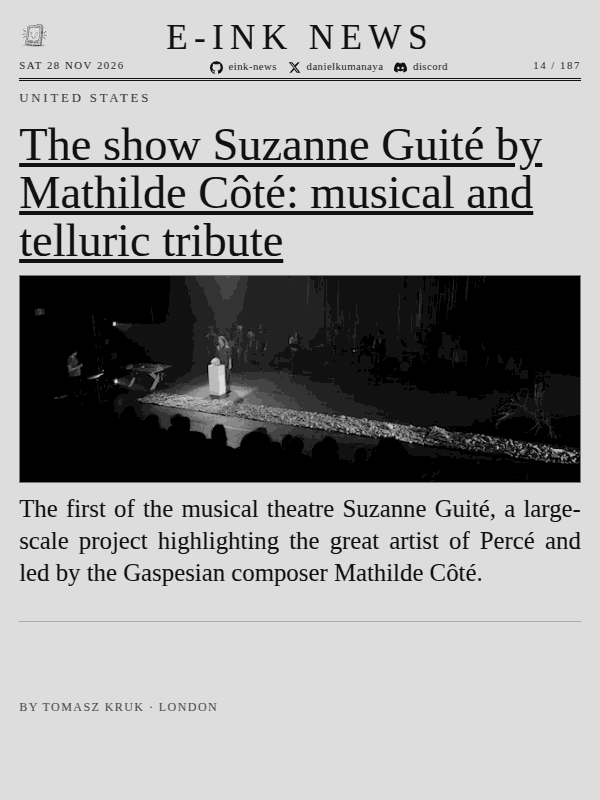 E-INK NEWS
SAT 28 NOV 2026
eink-news
danielkumanaya
discord
14 / 187
UNITED STATES
The show Suzanne Guité by
Mathilde Côté: musical and
telluric tribute
The first of the musical theatre Suzanne Guité, a large-
scale project highlighting the great artist of Percé and
led by the Gaspesian composer Mathilde Côté.
BY TOMASZ KRUK · LONDON